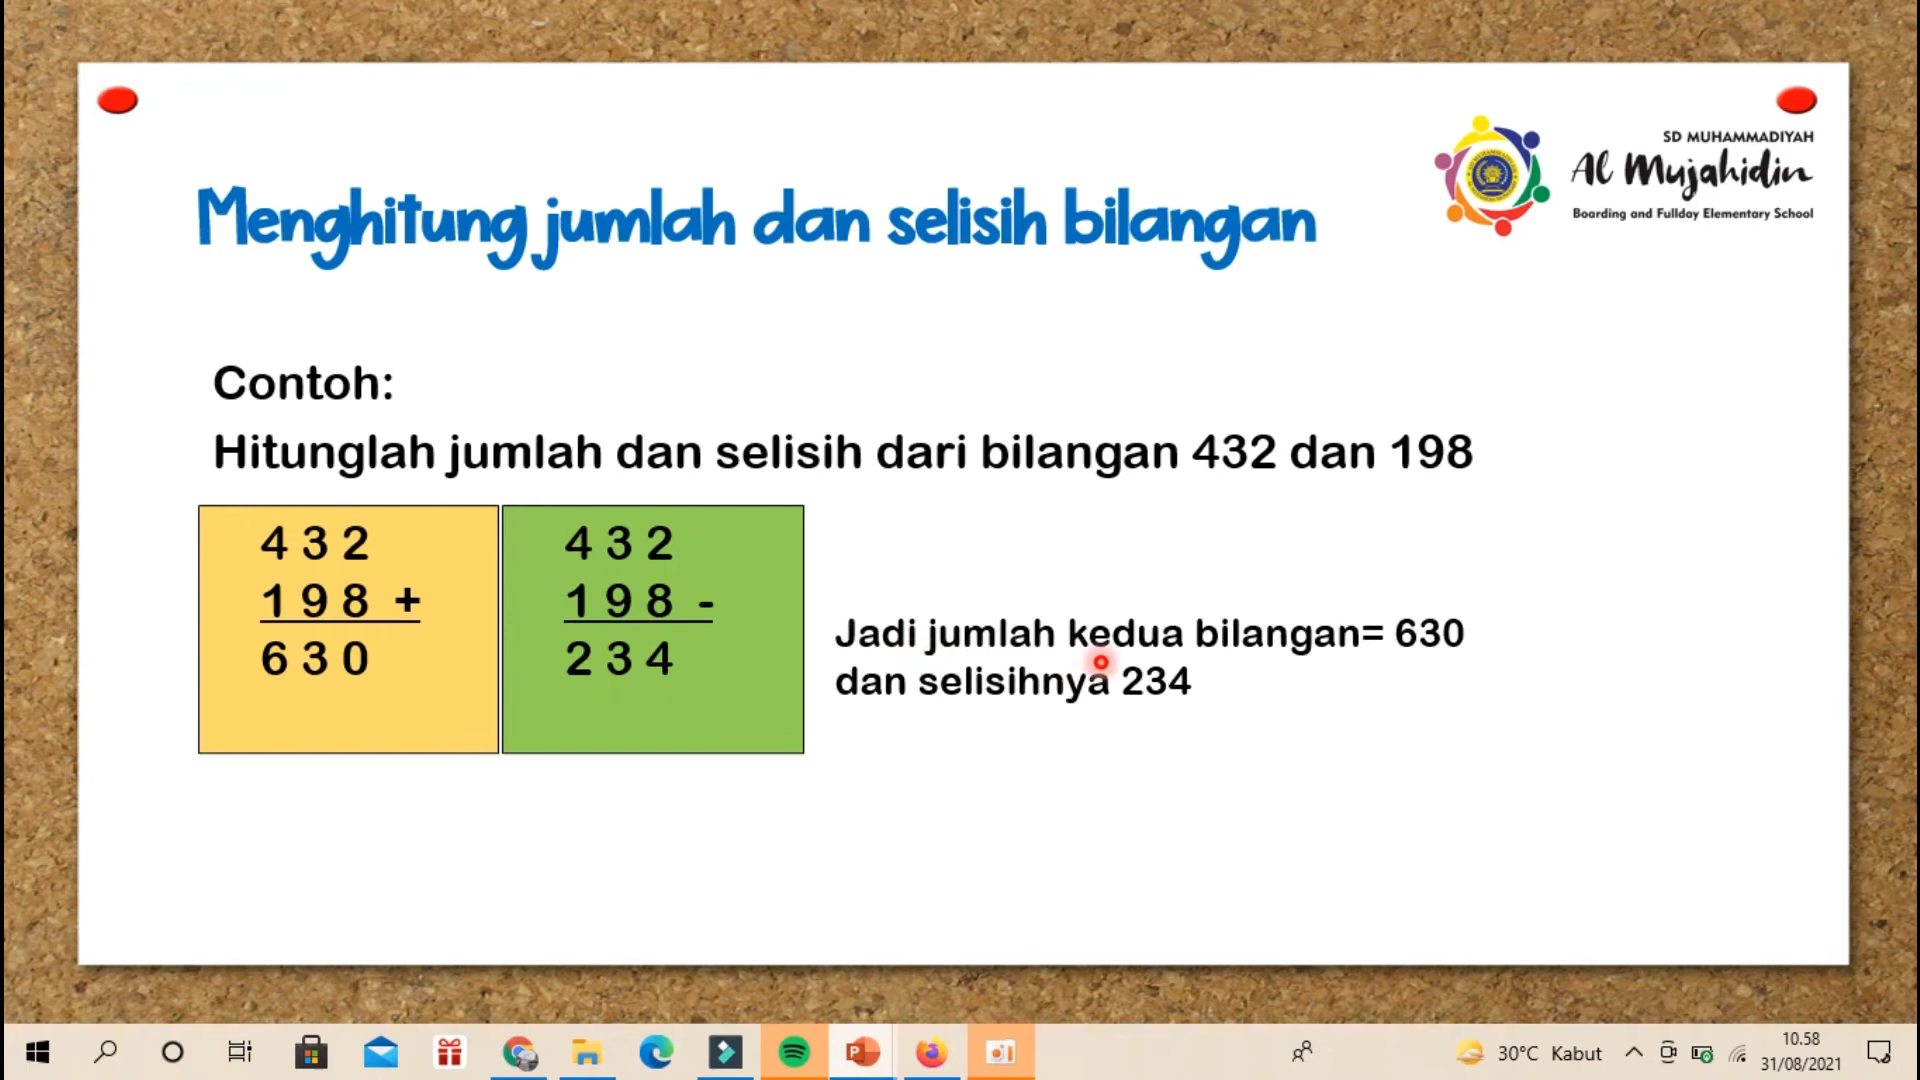 SD MUHAMMADIYAH
Al Mujahidin
Boarding and Fullday Elementary School
Menghitung jumlah dan selisih bilangan
Contoh:
Hitunglah jumlah dan selisih dari bilangan 432 dan 198
4 3 2
1 9 8 +
6 3 0
4 3 2
1 9 8 -
2 3 4
Jadi jumlah kedua bilangan= 630
dan selisihnya 234
30°C Kabut
10.58
31/08/2021